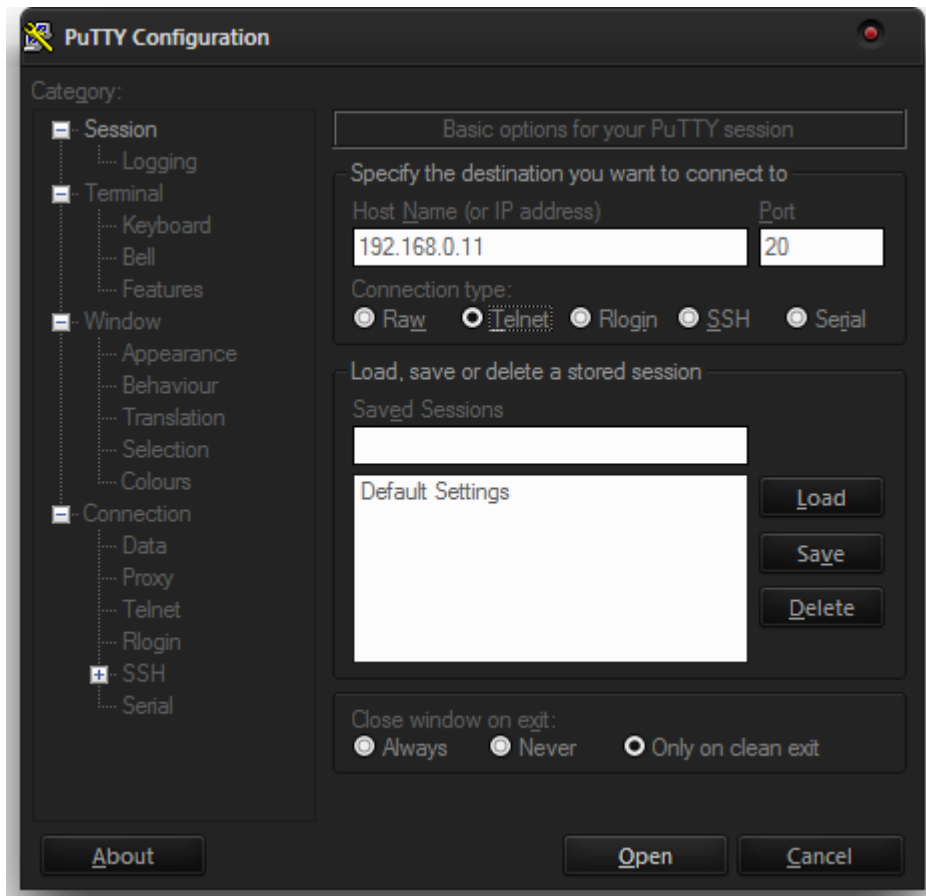 PuTTY Configuration
Category:
Session
Logging
Terminal
Keyboard
Bell
Features
Window
Appearance
Behaviour
Translation
Selection
Colours
Connection
Data
Proxy
Telnet
Rlogin
SSH
Serial
Basic options for your PuTTY session
Specify the destination you want to connect to
Host Name (or IP address) Port
192.168.0.11 20
Connection type:
Raw Telnet Rlogin SSH Serial
Load, save or delete a stored session
Saved Sessions
Default Settings
Load
Save
Delete
Close window on exit:
Always Never Only on clean exit
About Open Cancel